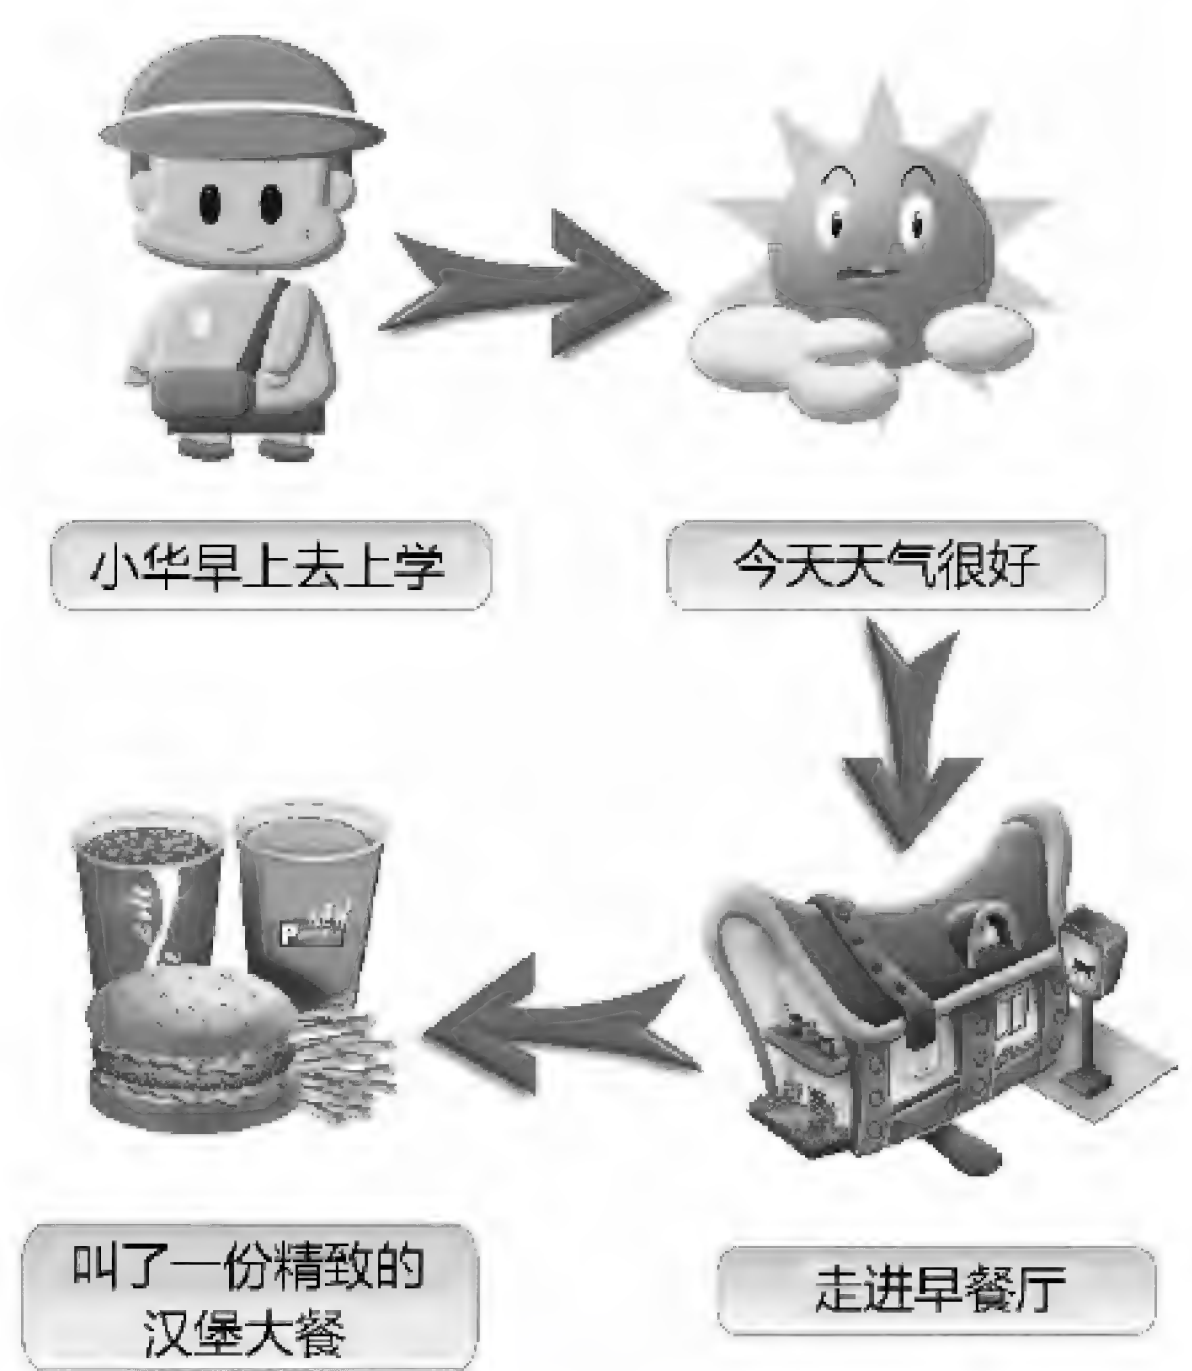 小华早上去上学
今天天气很好
走进早餐厅
叫了一份精致的
汉堡大餐